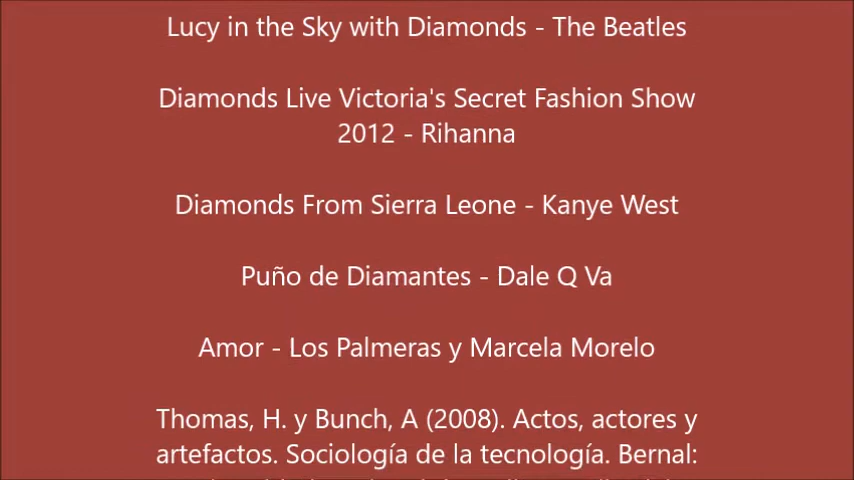 Lucy in the Sky with Diamonds - The Beatles
Diamonds Live Victoria's Secret Fashion Show
2012 - Rihanna
Diamonds From Sierra Leone - Kanye West
Puño de Diamantes - Dale Q Va
Amor - Los Palmeras y Marcela Morelo
Thomas, H. y Bunch, A (2008). Actos, actores y
artefactos. Sociología de la tecnología. Bernal: